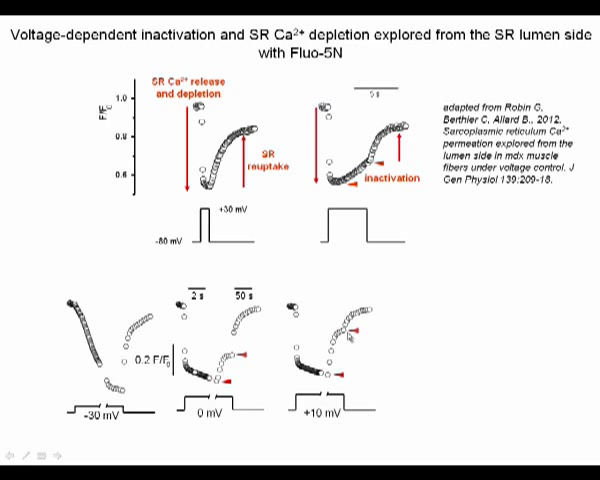 Voltage-dependent inactivation and SR Ca²⁺ depletion explored from the SR lumen side
with Fluo-5N
SR Ca²⁺ release
and depletion
F/F₀
1.0
0.8
0.6
SR
reuptake
+30 mV
-80 mV
5 s
inactivation
adapted from Robin G,
Berthier C, Allard B., 2012.
Sarcoplasmic reticulum Ca²⁺
permeation explored from the
lumen side in mdx muscle
fibers under voltage control. J
Gen Physiol 139:209-18.
2 s
50 s
0.2 F/F₀
-30 mV
0 mV
+10 mV